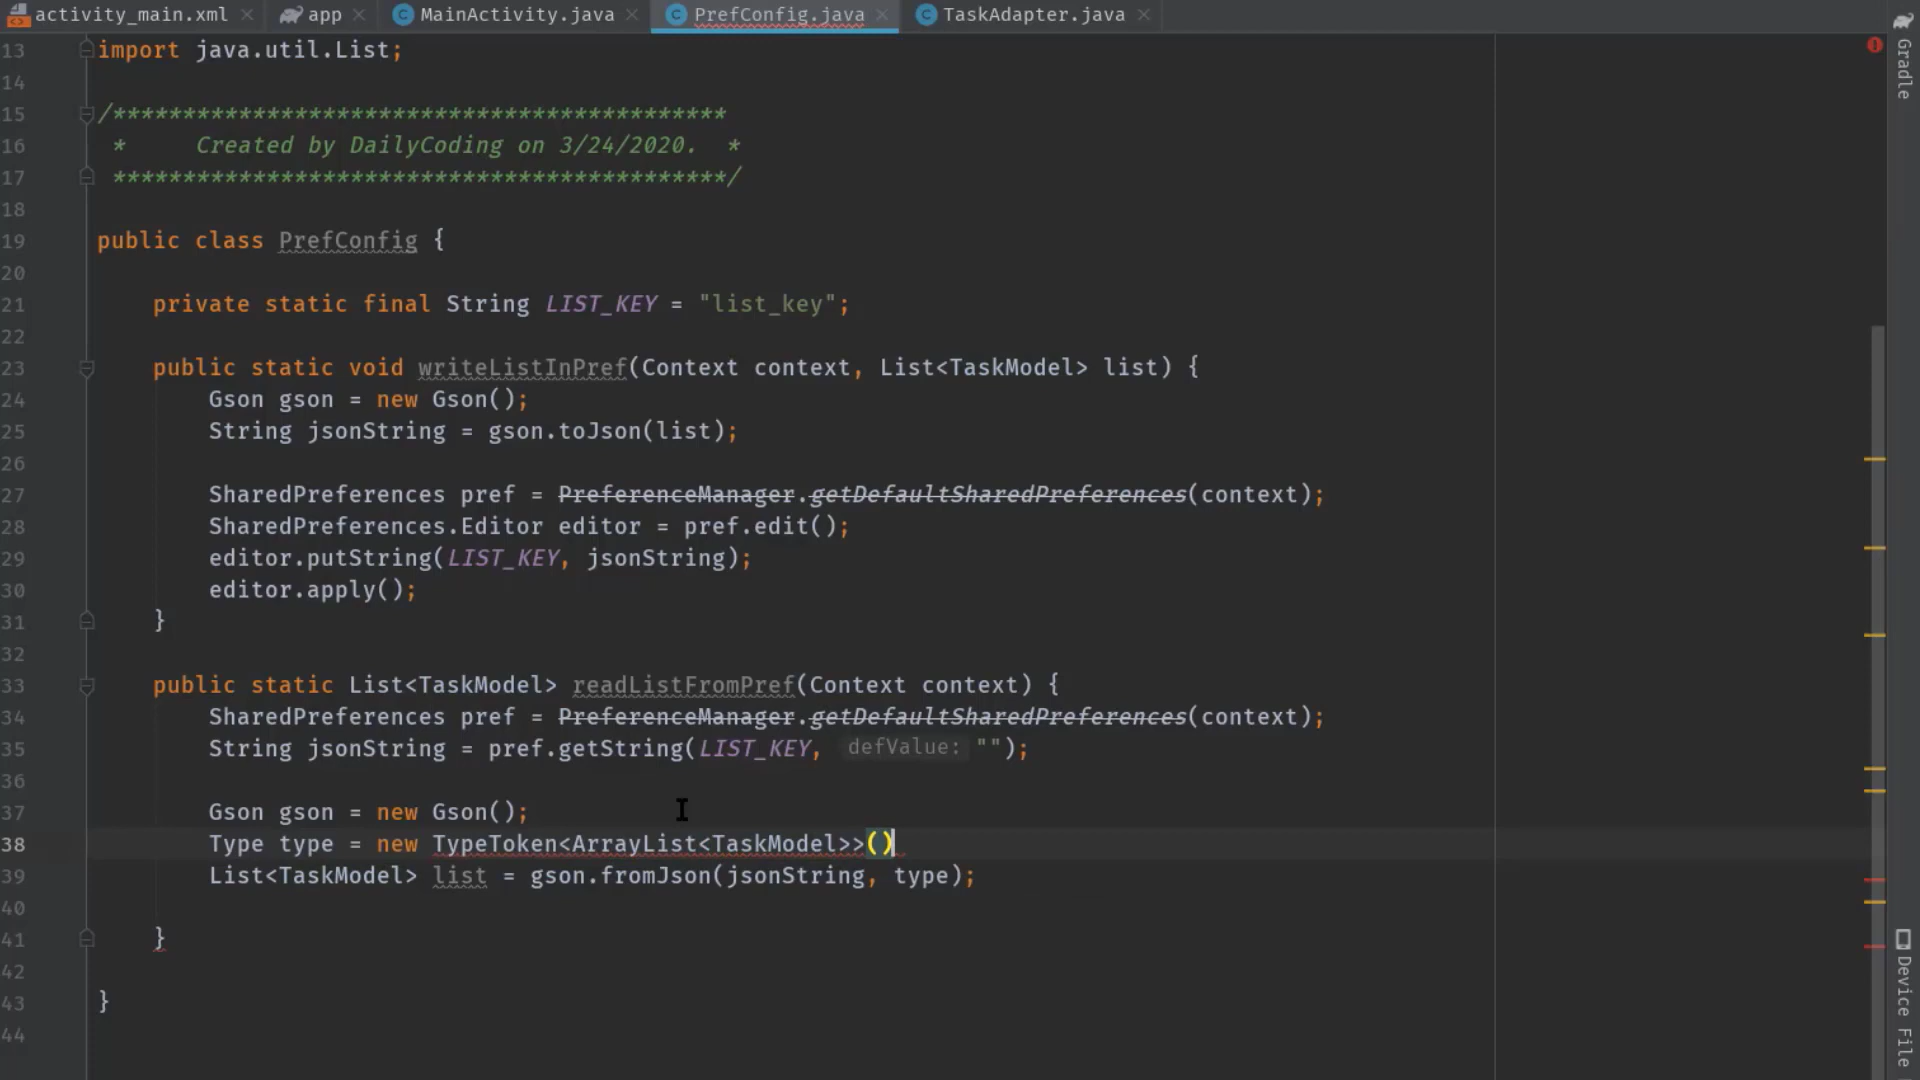 activity_main.xml app MainActivity.java PrefConfig.java TaskAdapter.java
13 import java.util.List;
14
15 /********************************************
16 * Created by DailyCoding on 3/24/2020. *
17 ********************************************/
18
19 public class PrefConfig {
20
21 private static final String LIST_KEY = "list_key";
22
23 public static void writeListInPref(Context context, List<TaskModel> list) {
24 Gson gson = new Gson();
25 String jsonString = gson.toJson(list);
26
27 SharedPreferences pref = PreferenceManager.getDefaultSharedPreferences(context);
28 SharedPreferences.Editor editor = pref.edit();
29 editor.putString(LIST_KEY, jsonString);
30 editor.apply();
31 }
32
33 public static List<TaskModel> readListFromPref(Context context) {
34 SharedPreferences pref = PreferenceManager.getDefaultSharedPreferences(context);
35 String jsonString = pref.getString(LIST_KEY, defValue: "");
36
37 Gson gson = new Gson();
38 Type type = new TypeToken<ArrayList<TaskModel>>()
39 List<TaskModel> list = gson.fromJson(jsonString, type);
40
41 }
42
43 }
44
Gradle
Device File